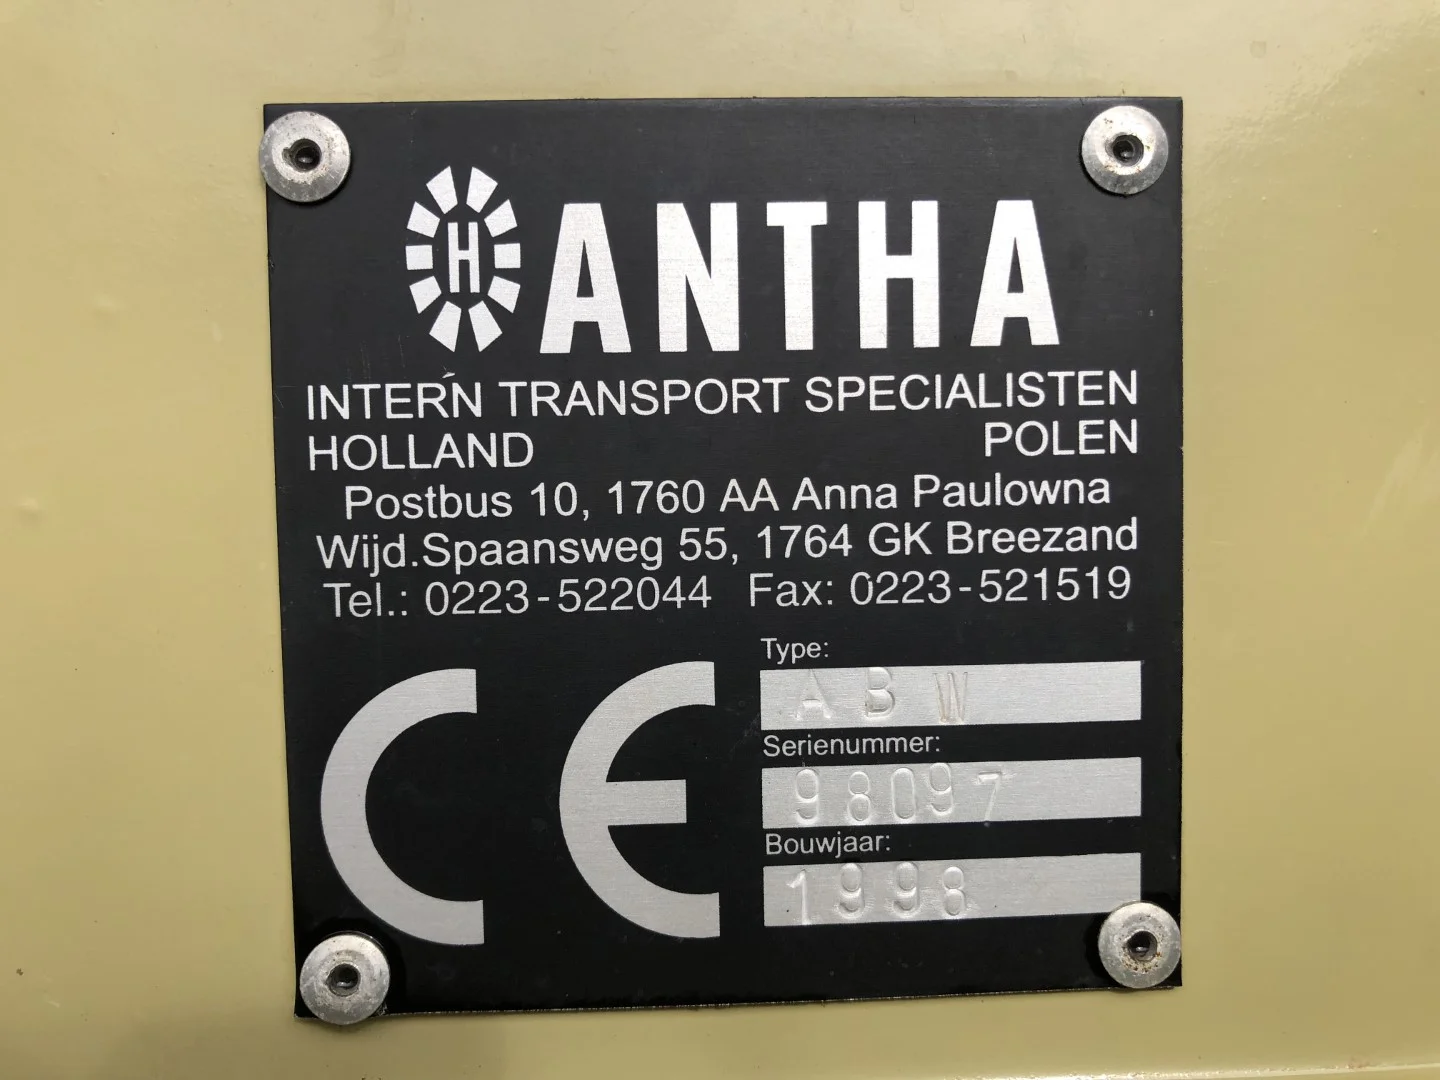 H ANTHA
INTERN TRANSPORT SPECIALISTEN
HOLLAND POLEN
Postbus 10, 1760 AA Anna Paulowna
Wijd.Spaansweg 55, 1764 GK Breezand
Tel.: 0223-522044 Fax: 0223-521519
CE
Type:
ABW
Serienummer:
98097
Bouwjaar:
1998